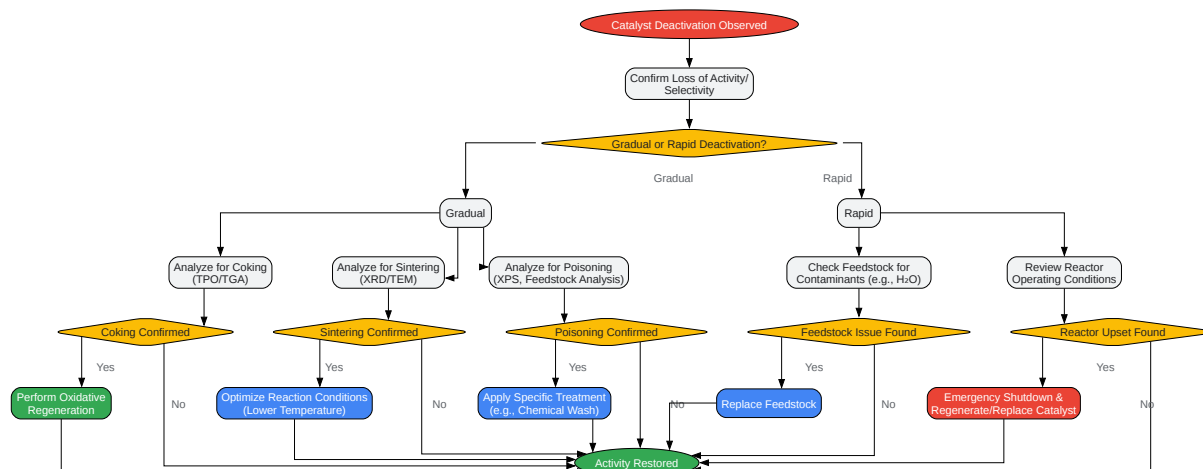 Catalyst Deactivation Observed
Confirm Loss of Activity/
Selectivity
Gradual or Rapid Deactivation?
Gradual
Rapid
Gradual
Rapid
Analyze for Coking
(TPO/TGA)
Analyze for Sintering
(XRD/TEM)
Analyze for Poisoning
(XPS, Feedstock Analysis)
Check Feedstock for
Contaminants (e.g., H₂O)
Review Reactor
Operating Conditions
Coking Confirmed
Sintering Confirmed
Poisoning Confirmed
Feedstock Issue Found
Reactor Upset Found
Yes
Yes
Yes
Yes
Yes
Perform Oxidative
Regeneration
No
Optimize Reaction Conditions
(Lower Temperature)
No
Apply Specific Treatment
(e.g., Chemical Wash)
No
Replace Feedstock
No
Emergency Shutdown &
Regenerate/Replace Catalyst
No
Activity Restored